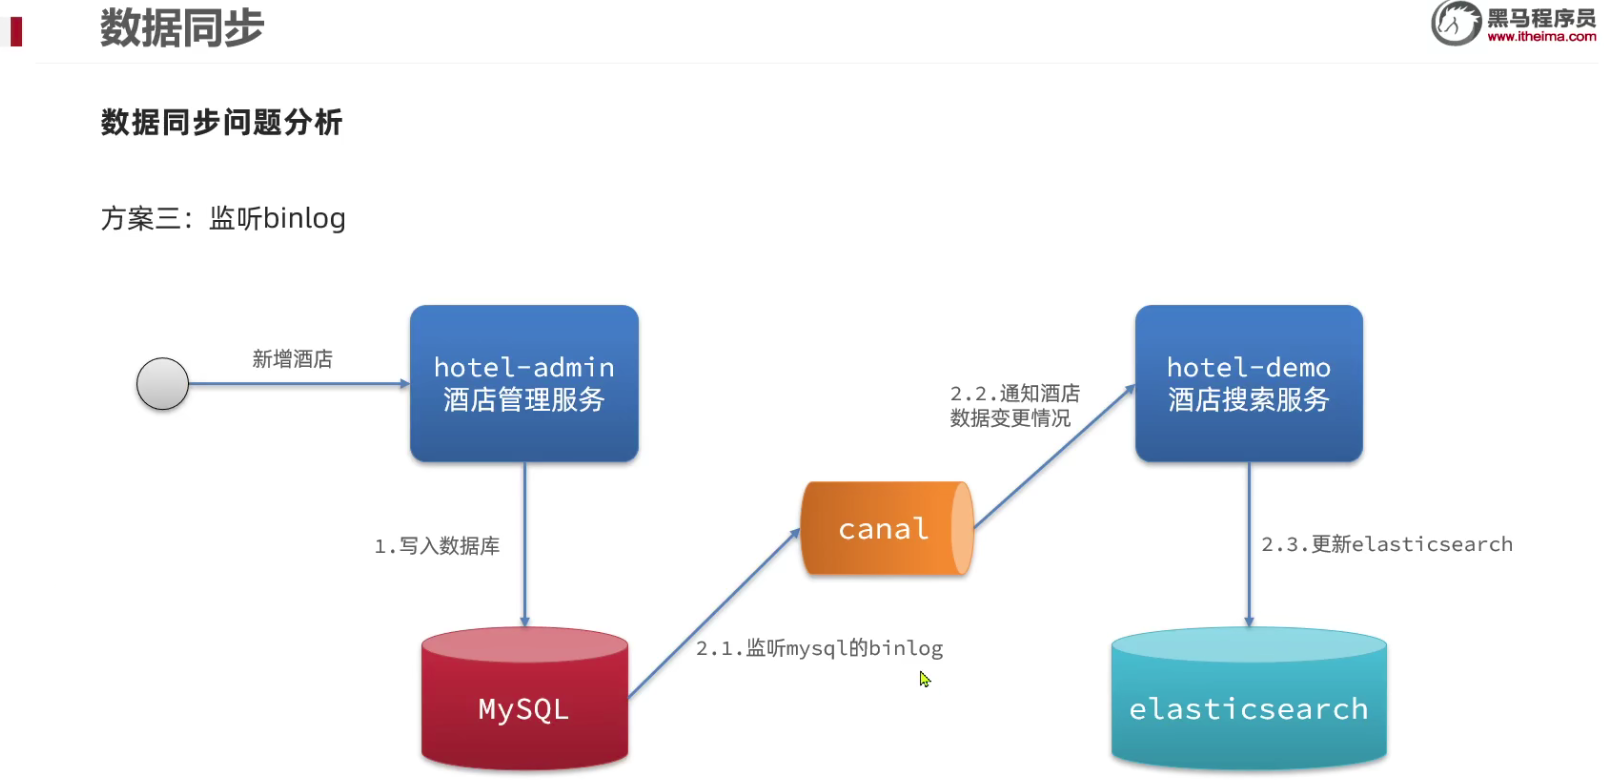 数据同步
黑马程序员
www.itheima.com
数据同步问题分析
方案三：监听binlog
新增酒店
hotel-admin
酒店管理服务
hotel-demo
酒店搜索服务
2.2.通知酒店
数据变更情况
canal
1.写入数据库
2.3.更新elasticsearch
2.1.监听mysql的binlog
MySQL
elasticsearch